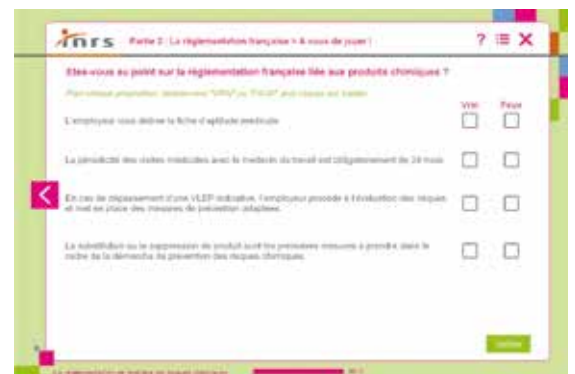 inrs
Partie 2 : La réglementation française > A vous de jouer !
?
Etes-vous au point sur la réglementation française liée aux produits chimiques ?
Pour chaque proposition, sélectionnez "VRAI" ou "FAUX" puis cliquez sur valider
Vrai Faux
L'employeur vous délivre la fiche d'aptitude médicale
La périodicité des visites médicales avec le médecin du travail est obligatoirement de 24 mois
En cas de dépassement d'une VLEP indicative, l'employeur procède à l'évaluation des risques
et met en place des mesures de prévention adaptées.
La substitution ou la suppression du produit sont les premières mesures à prendre dans le
cadre de la démarche de prévention des risques chimiques.
Valider